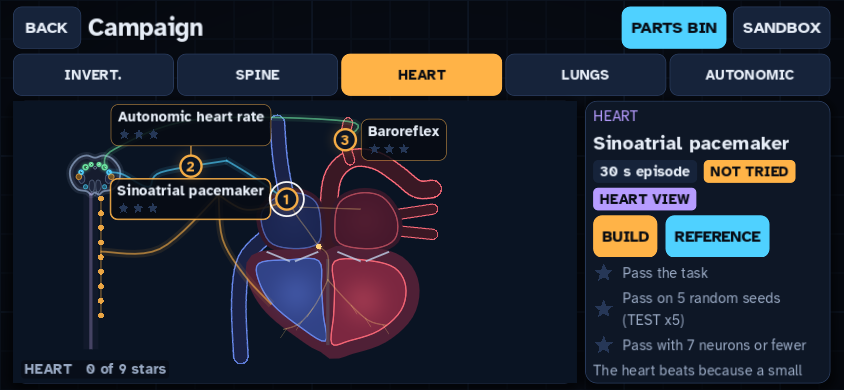 BACK Campaign PARTS BIN SANDBOX
INVERT. SPINE HEART LUNGS AUTONOMIC
Autonomic heart rate
3 Baroreflex
2
Sinoatrial pacemaker
1
HEART 0 of 9 stars
HEART
Sinoatrial pacemaker
30 s episode NOT TRIED
HEART VIEW
BUILD REFERENCE
Pass the task
Pass on 5 random seeds
(TEST x5)
Pass with 7 neurons or fewer
The heart beats because a small